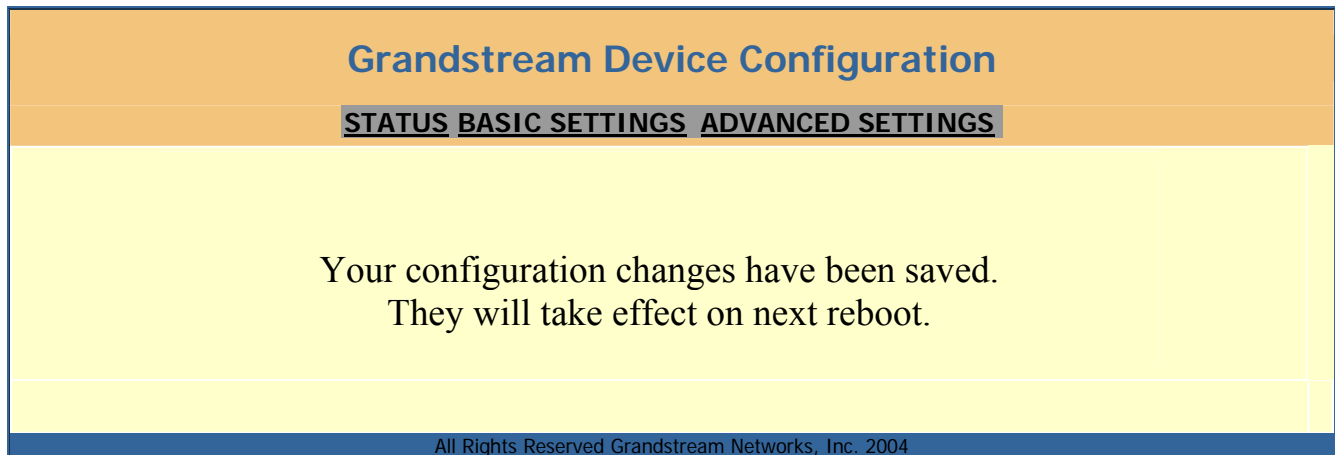 Grandstream Device Configuration
STATUS BASIC SETTINGS ADVANCED SETTINGS
Your configuration changes have been saved.
They will take effect on next reboot.
All Rights Reserved Grandstream Networks, Inc. 2004